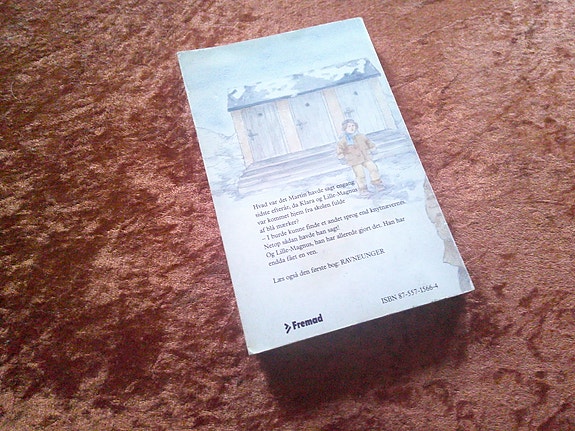 Hvad var det Martin havde sagt engang
sidste efterår, da Klara og Lille-Magnus
var kommet hjem fra skolen fulde
af blå mærker?
– I burde kunne finde et andet sprog end knytnæverne.
Netop sådan havde han sagt!
Og Lille-Magnus, han har allerede gjort det. Han har
endda fået en ven.
Læs også den første bog: RAVNEUNGER
ISBN 87-557-1566-4
Fremad